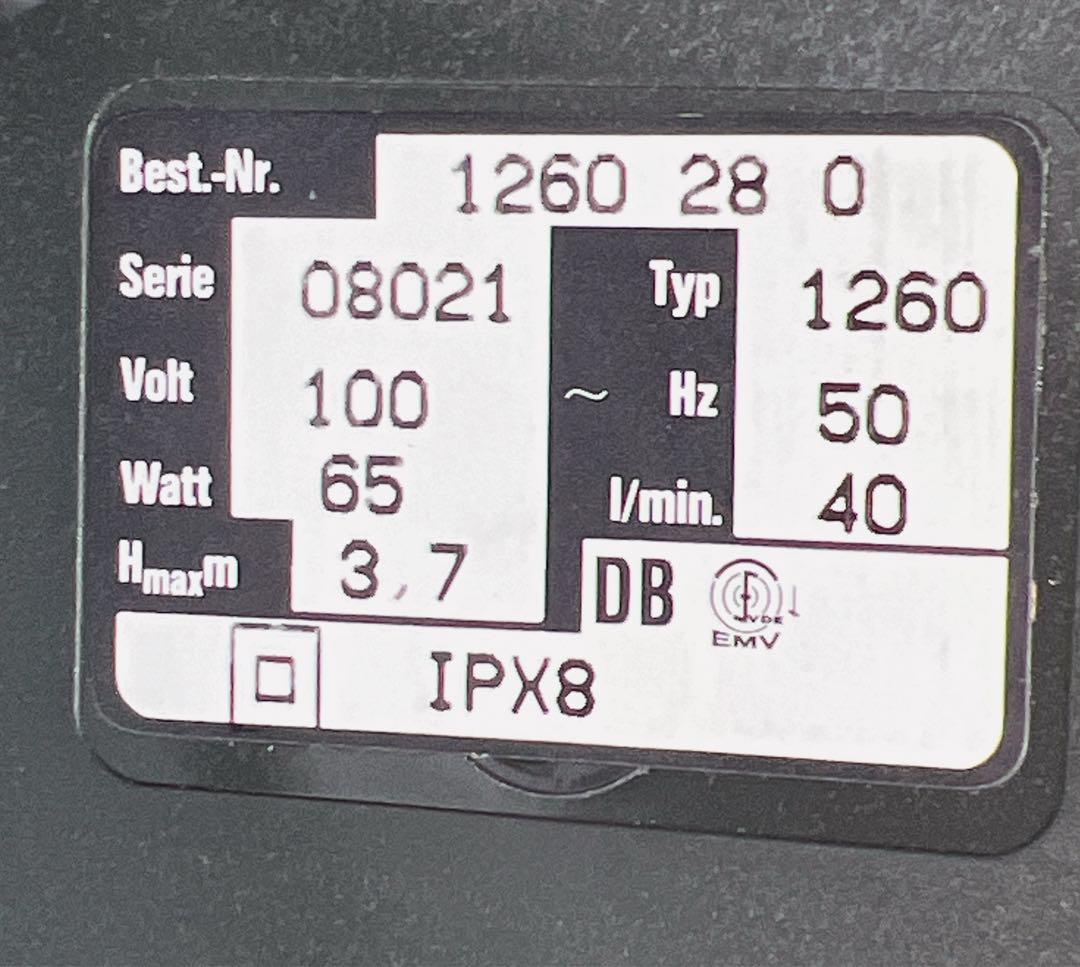 Best.-Nr. 1260 28 0
Serie 08021 Typ 1260
Volt 100 ~ Hz 50
Watt 65 l/min. 40
Hmaxm 3,7 DB VDE
EMV
IPX8